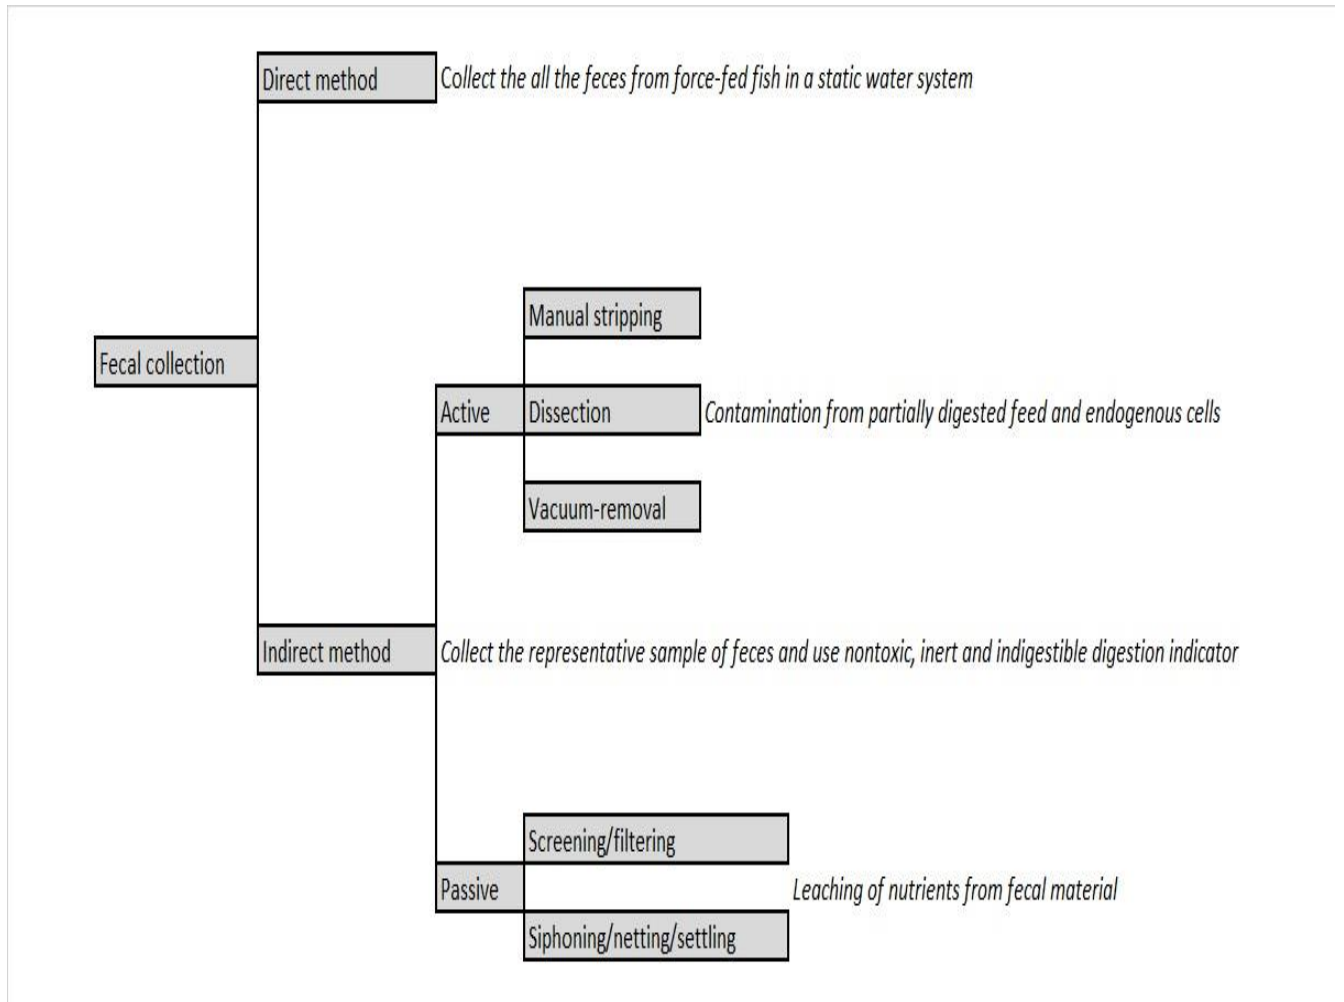 Direct method
Collect the all the feces from force-fed fish in a static water system
Manual stripping
Fecal collection
Active
Dissection
Contamination from partially digested feed and endogenous cells
Vacuum-removal
Indirect method
Collect the representative sample of feces and use nontoxic, inert and indigestible digestion indicator
Screening/filtering
Passive
Leaching of nutrients from fecal material
Siphoning/netting/settling